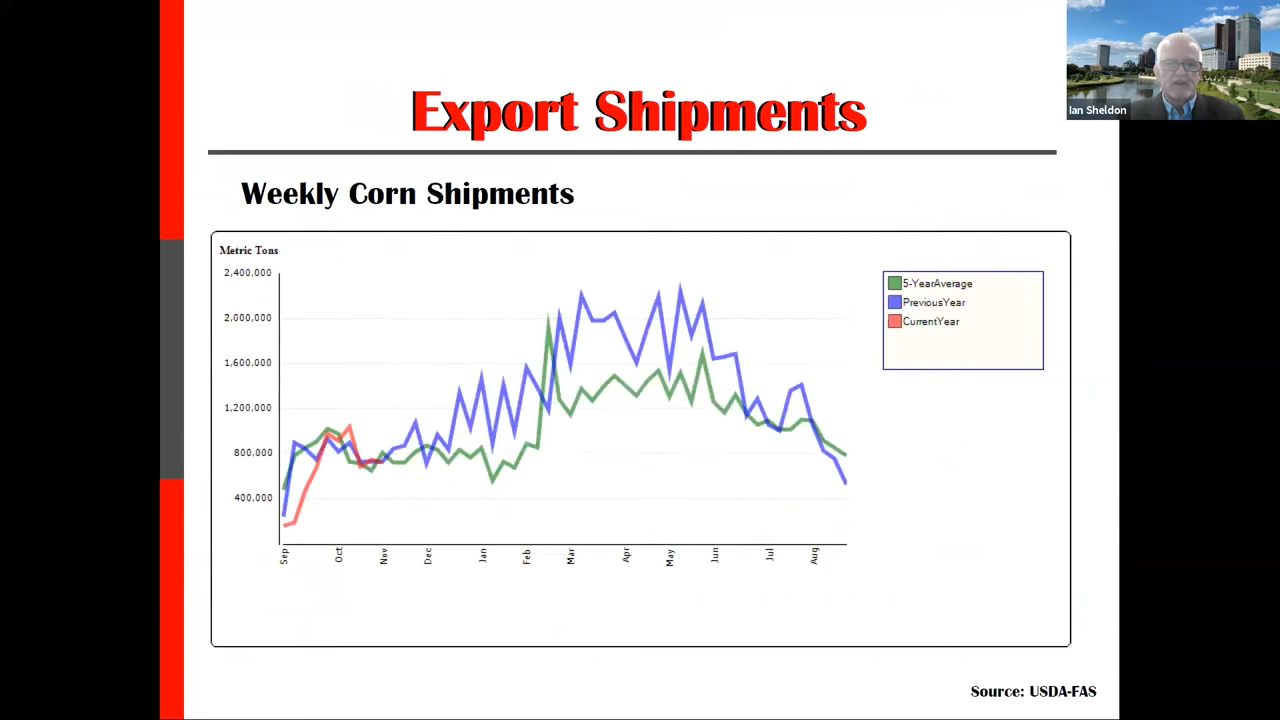 Export Shipments
Ian Sheldon
Weekly Corn Shipments
Metric Tons
2,400,000
2,000,000
1,600,000
1,200,000
800,000
400,000
Sep
Oct
Nov
Dec
Jan
Feb
Mar
Apr
May
Jun
Jul
Aug
5-YearAverage
PreviousYear
CurrentYear
Source: USDA-FAS